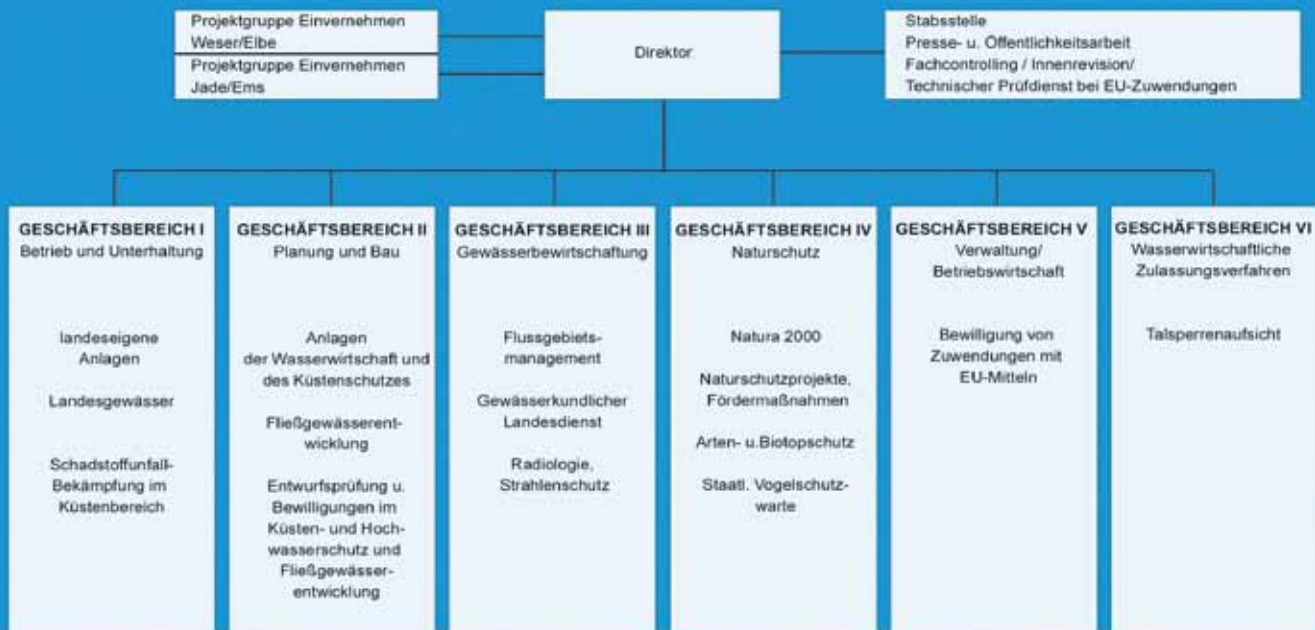 Projektgruppe Einvernehmen
Weser/Elbe
Projektgruppe Einvernehmen
Jade/Ems
Direktor
Stabsstelle
Presse- u. Öffentlichkeitsarbeit
Fachcontrolling / Innenrevision/
Technischer Prüfdienst bei EU-Zuwendungen
GESCHÄFTSBEREICH I
Betrieb und Unterhaltung
landeseigene
Anlagen
Landesgewässer
Schadstoffunfall-
Bekämpfung im
Küstenbereich
GESCHÄFTSBEREICH II
Planung und Bau
Anlagen
der Wasserwirtschaft und
des Küstenschutzes
Fließgewässerent-
wicklung
Entwurfsprüfung u.
Bewilligungen im
Küsten- und Hoch-
wasserschutz und
Fließgewässer-
entwicklung
GESCHÄFTSBEREICH III
Gewässerbewirtschaftung
Flussgebiets-
management
Gewässerkundlicher
Landesdienst
Radiologie,
Strahlenschutz
GESCHÄFTSBEREICH IV
Naturschutz
Natura 2000
Naturschutzprojekte,
Fördermaßnahmen
Arten- u.Biotopschutz
Staatl. Vogelschutz-
warte
GESCHÄFTSBEREICH V
Verwaltung/
Betriebswirtschaft
Bewilligung von
Zuwendungen mit
EU-Mitteln
GESCHÄFTSBEREICH VI
Wasserwirtschaftliche
Zulassungsverfahren
Talsperrenaufsicht